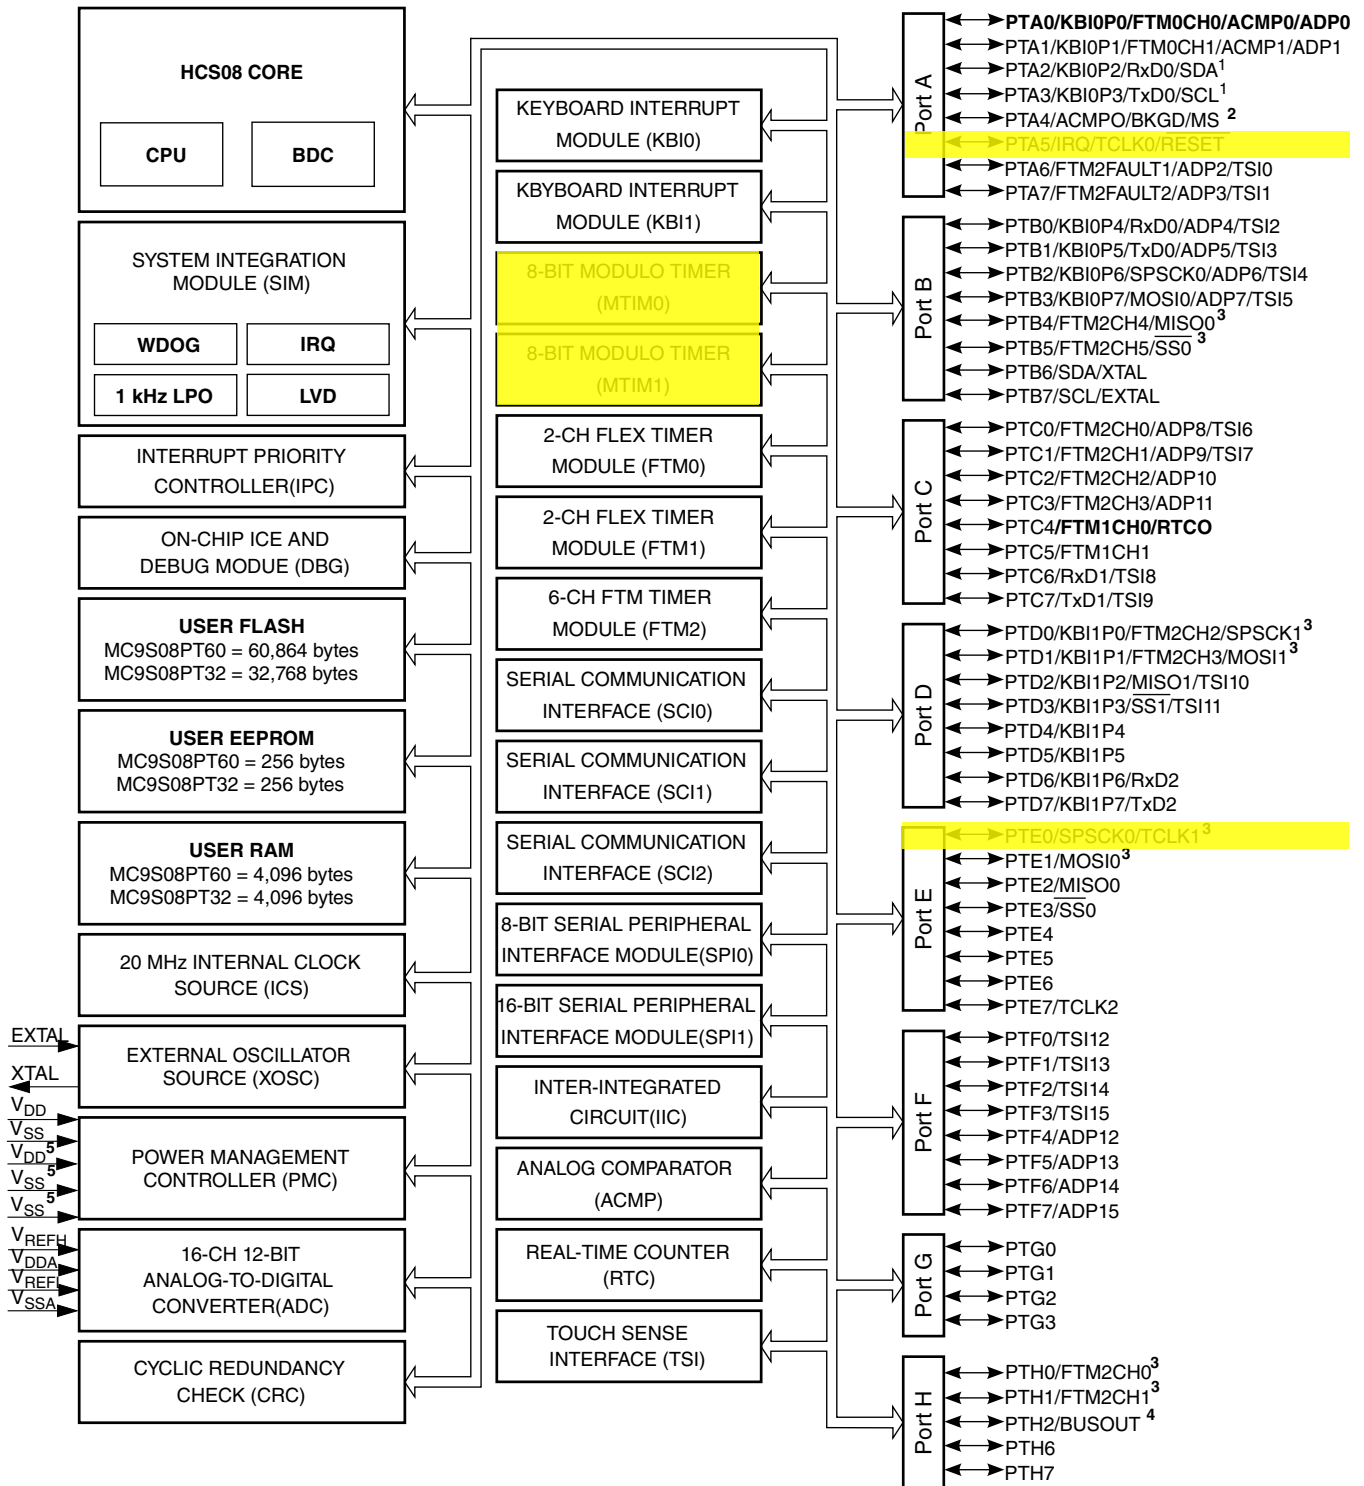 HCS08 CORE
CPU
BDC
SYSTEM INTEGRATION
MODULE (SIM)
WDOG
IRQ
1 kHz LPO
LVD
INTERRUPT PRIORITY
CONTROLLER(IPC)
ON-CHIP ICE AND
DEBUG MODUE (DBG)
USER FLASH
MC9S08PT60 = 60,864 bytes
MC9S08PT32 = 32,768 bytes
USER EEPROM
MC9S08PT60 = 256 bytes
MC9S08PT32 = 256 bytes
USER RAM
MC9S08PT60 = 4,096 bytes
MC9S08PT32 = 4,096 bytes
20 MHz INTERNAL CLOCK
SOURCE (ICS)
EXTAL
XTAL
EXTERNAL OSCILLATOR
SOURCE (XOSC)
VDD
VSS
VDD5
VSS5
VSS5
POWER MANAGEMENT
CONTROLLER (PMC)
VREFH
VDDA
VREFL
VSSA
16-CH 12-BIT
ANALOG-TO-DIGITAL
CONVERTER(ADC)
CYCLIC REDUNDANCY
CHECK (CRC)
KEYBOARD INTERRUPT
MODULE (KBI0)
KBYBOARD INTERRUPT
MODULE (KBI1)
8-BIT MODULO TIMER
(MTIM0)
8-BIT MODULO TIMER
(MTIM1)
2-CH FLEX TIMER
MODULE (FTM0)
2-CH FLEX TIMER
MODULE (FTM1)
6-CH FTM TIMER
MODULE (FTM2)
SERIAL COMMUNICATION
INTERFACE (SCI0)
SERIAL COMMUNICATION
INTERFACE (SCI1)
SERIAL COMMUNICATION
INTERFACE (SCI2)
8-BIT SERIAL PERIPHERAL
INTERFACE MODULE(SPI0)
16-BIT SERIAL PERIPHERAL
INTERFACE MODULE(SPI1)
INTER-INTEGRATED
CIRCUIT(IIC)
ANALOG COMPARATOR
(ACMP)
REAL-TIME COUNTER
(RTC)
TOUCH SENSE
INTERFACE (TSI)
Port A
PTA0/KBI0P0/FTM0CH0/ACMP0/ADP0
PTA1/KBI0P1/FTM0CH1/ACMP1/ADP1
PTA2/KBI0P2/RxD0/SDA1
PTA3/KBI0P3/TxD0/SCL1
PTA4/ACMPO/BKGD/MS 2
PTA5/IRQ/TCLK0/RESET
PTA6/FTM2FAULT1/ADP2/TSI0
PTA7/FTM2FAULT2/ADP3/TSI1
Port B
PTB0/KBI0P4/RxD0/ADP4/TSI2
PTB1/KBI0P5/TxD0/ADP5/TSI3
PTB2/KBI0P6/SPSCK0/ADP6/TSI4
PTB3/KBI0P7/MOSI0/ADP7/TSI5
PTB4/FTM2CH4/MISO0 3
PTB5/FTM2CH5/SS0 3
PTB6/SDA/XTAL
PTB7/SCL/EXTAL
Port C
PTC0/FTM2CH0/ADP8/TSI6
PTC1/FTM2CH1/ADP9/TSI7
PTC2/FTM2CH2/ADP10
PTC3/FTM2CH3/ADP11
PTC4/FTM1CH0/RTCO
PTC5/FTM1CH1
PTC6/RxD1/TSI8
PTC7/TxD1/TSI9
Port D
PTD0/KBI1P0/FTM2CH2/SPSCK1 3
PTD1/KBI1P1/FTM2CH3/MOSI1 3
PTD2/KBI1P2/MISO1/TSI10
PTD3/KBI1P3/SS1/TSI11
PTD4/KBI1P4
PTD5/KBI1P5
PTD6/KBI1P6/RxD2
PTD7/KBI1P7/TxD2
Port E
PTE0/SPSCK0/TCLK1 3
PTE1/MOSI0 3
PTE2/MISO0
PTE3/SS0
PTE4
PTE5
PTE6
PTE7/TCLK2
Port F
PTF0/TSI12
PTF1/TSI13
PTF2/TSI14
PTF3/TSI15
PTF4/ADP12
PTF5/ADP13
PTF6/ADP14
PTF7/ADP15
Port G
PTG0
PTG1
PTG2
PTG3
Port H
PTH0/FTM2CH0 3
PTH1/FTM2CH1 3
PTH2/BUSOUT 4
PTH6
PTH7